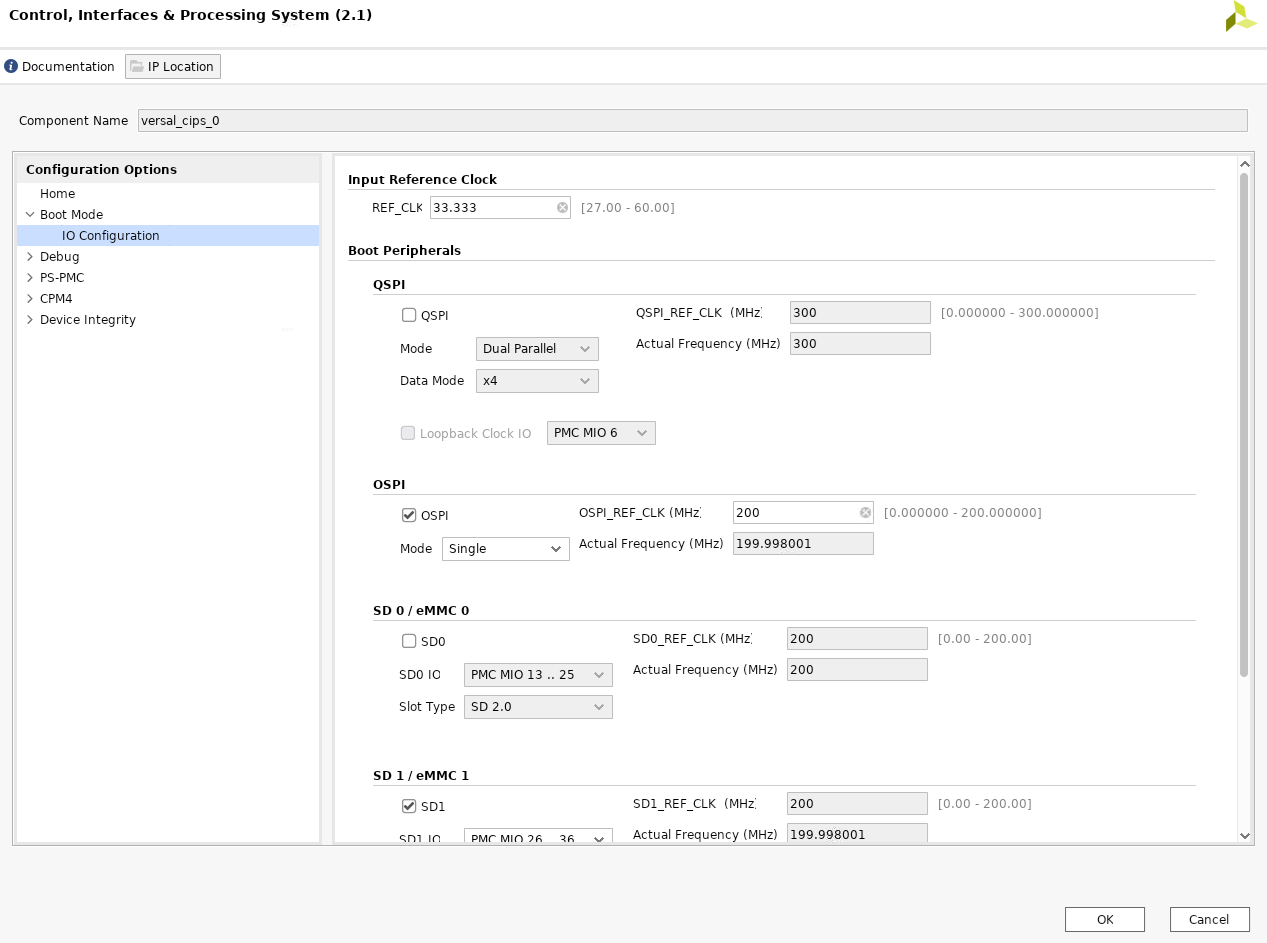 Control, Interfaces & Processing System (2.1)
Documentation IP Location
Component Name versal_cips_0
Configuration Options
Home
Boot Mode
IO Configuration
Debug
PS-PMC
CPM4
Device Integrity
Input Reference Clock
REF_CLK 33.333 [27.00 - 60.00]
Boot Peripherals
QSPI
QSPI QSPI_REF_CLK (MHz) 300 [0.000000 - 300.000000]
Mode Dual Parallel Actual Frequency (MHz) 300
Data Mode x4
Loopback Clock IO PMC MIO 6
OSPI
OSPI OSPI_REF_CLK (MHz) 200 [0.000000 - 200.000000]
Mode Single Actual Frequency (MHz) 199.998001
SD 0 / eMMC 0
SD0 SD0_REF_CLK (MHz) 200 [0.00 - 200.00]
SD0 IO PMC MIO 13 .. 25 Actual Frequency (MHz) 200
Slot Type SD 2.0
SD 1 / eMMC 1
SD1 SD1_REF_CLK (MHz) 200 [0.00 - 200.00]
SD1 IO PMC MIO 26 .. 36 Actual Frequency (MHz) 199.998001
OK Cancel